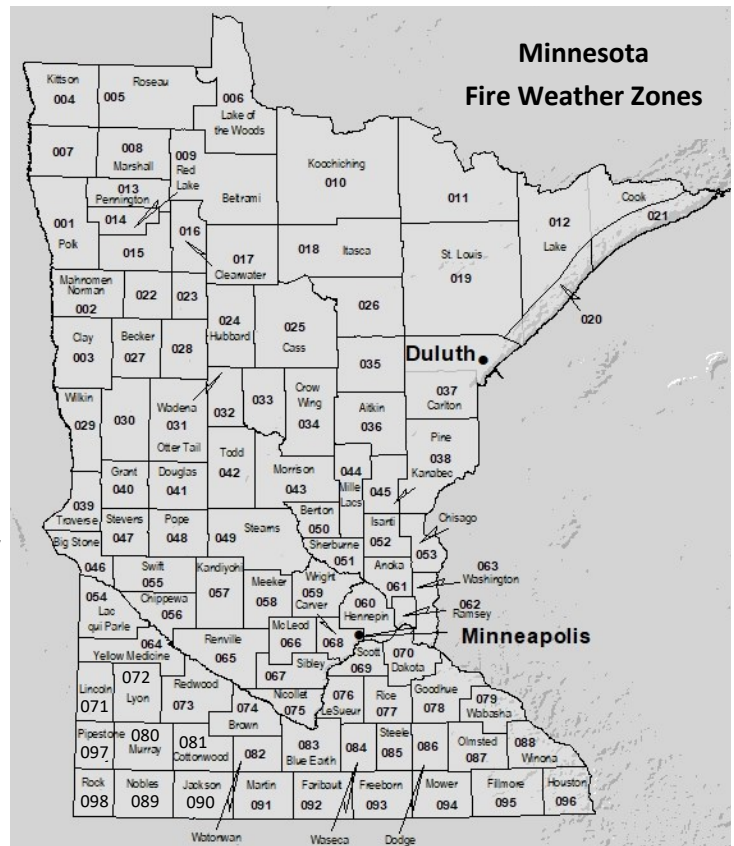 Minnesota
Fire Weather Zones
Kittson
004
005
Roseau
006
Lake of
the Woods
007
008
Marshall
009
Red
Lake
Koochiching
010
011
Cook
021
012
Lake
013
Pennington
014
Beltrami
001
Polk
015
016
017
Clearwater
018
Itasca
St. Louis
019
020
Mahnomen
Norman
002
022
023
024
Hubbard
025
Cass
026
Clay
003
Becker
027
028
035
Duluth
037
Carlton
Wilkin
029
030
Wadena
031
Otter Tail
032
033
Crow
Wing
034
Aitkin
036
Pine
038
Kanabec
Todd
042
Morrison
043
044
Mille
Lacs
045
039
Traverse
Grant
040
Douglas
041
Benton
050
Isanti
052
Chisago
053
Big Stone
046
Stevens
047
Pope
048
049
Stearns
Sherburne
051
Anoka
061
063
Washington
054
Lac
qui Parle
Swift
055
Chippewa
056
Kandiyohi
057
Meeker
058
Wright
059
Carver
060
Hennepin
062
Ramsey
Minneapolis
064
Yellow Medicine
Renville
065
McLeod
066
068
Sibley
067
Scott
069
070
Dakota
Lincoln
071
072
Lyon
Redwood
073
074
Brown
Nicollet
075
076
LeSueur
Rice
077
Goodhue
078
079
Wabasha
Pipestone
097
080
Murray
081
Cottonwood
082
083
Blue Earth
084
Steele
085
086
Olmsted
087
088
Winona
Rock
098
Nobles
089
Jackson
090
Martin
091
Faribault
092
Freeborn
093
Mower
094
Fillmore
095
Houston
096
Watonwan
Waseca
Dodge